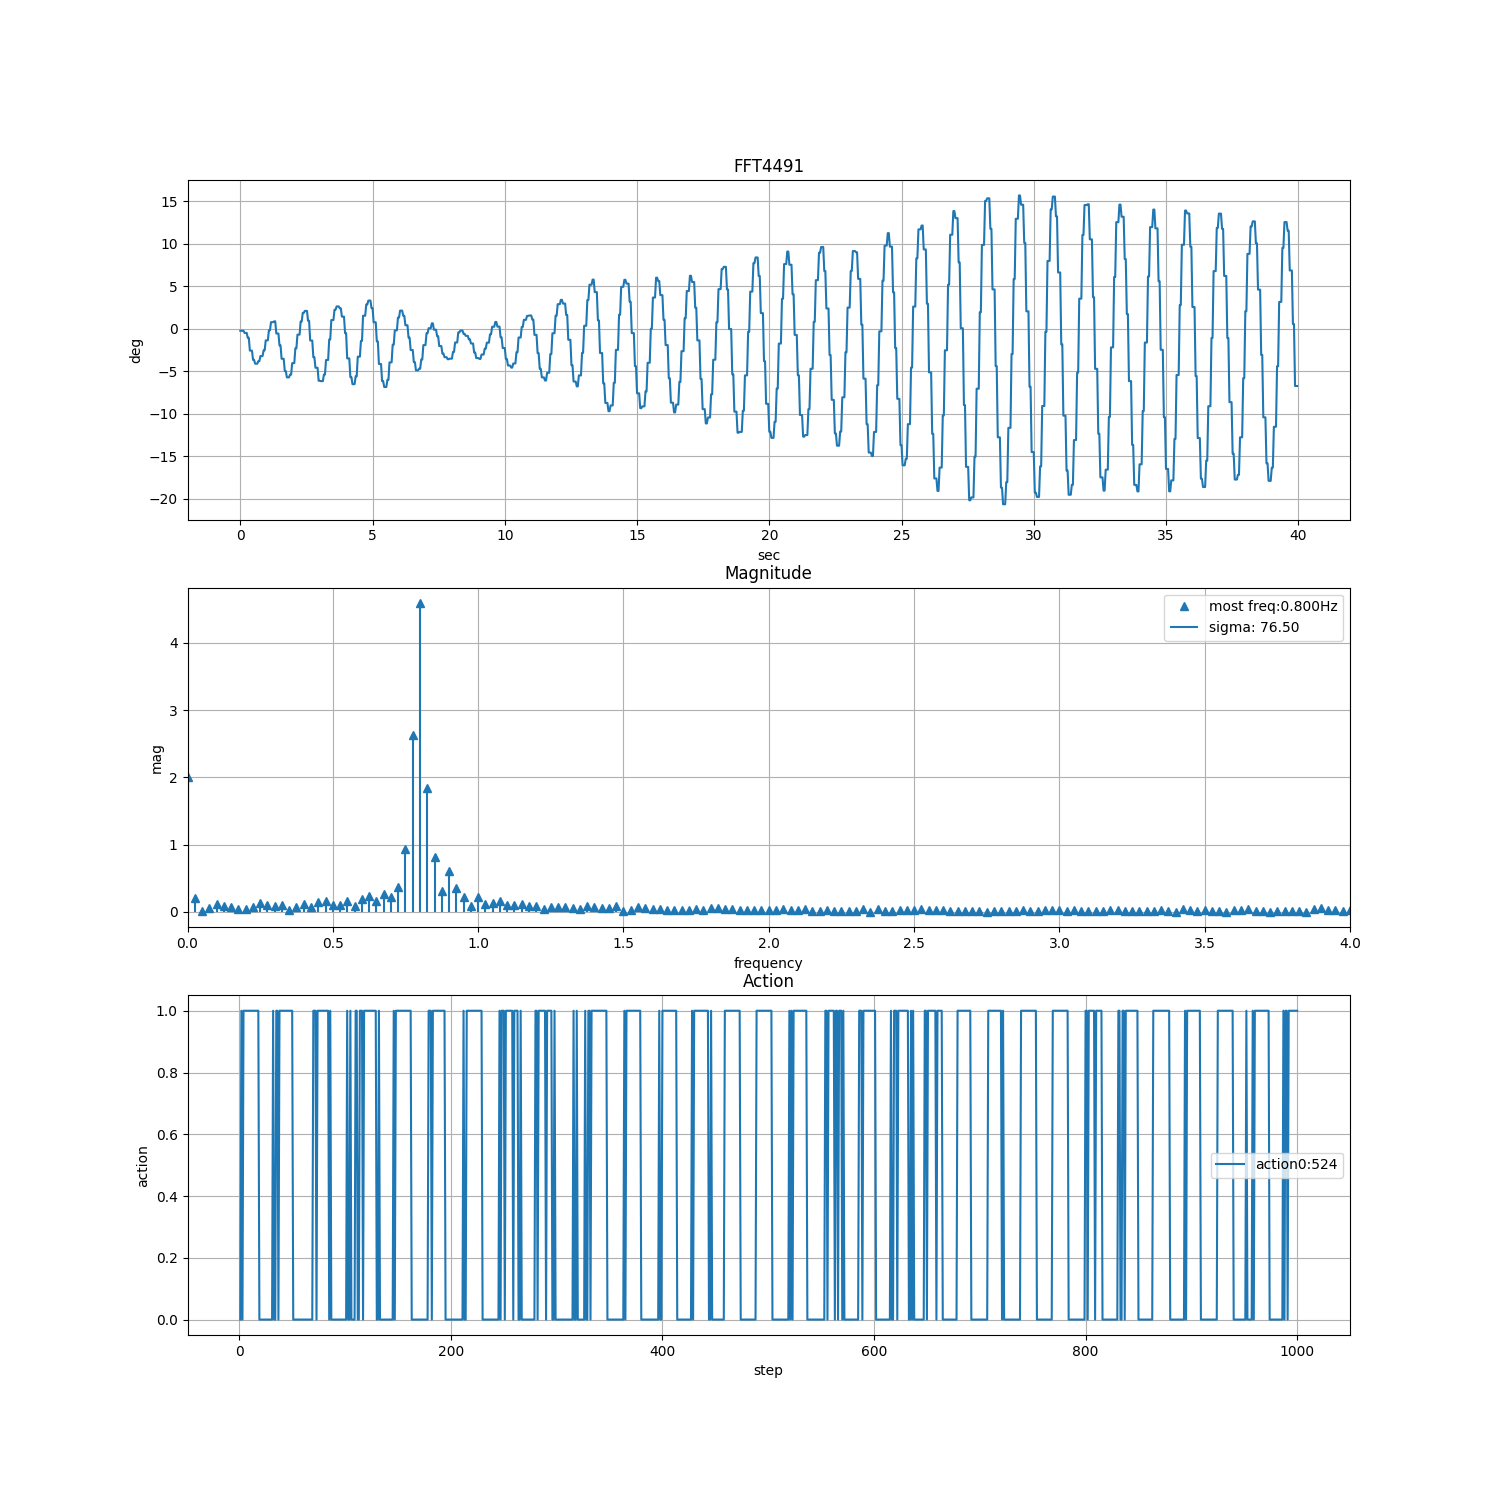 FFT4491
15
10
5
0
−5
−10
−15
−20
deg
0 5 10 15 20 25 30 35 40
sec
Magnitude
most freq:0.800Hz
sigma: 76.50
4
3
2
1
0
mag
0.0 0.5 1.0 1.5 2.0 2.5 3.0 3.5 4.0
frequency
Action
1.0
0.8
0.6
0.4
0.2
0.0
action
action0:524
0 200 400 600 800 1000
step